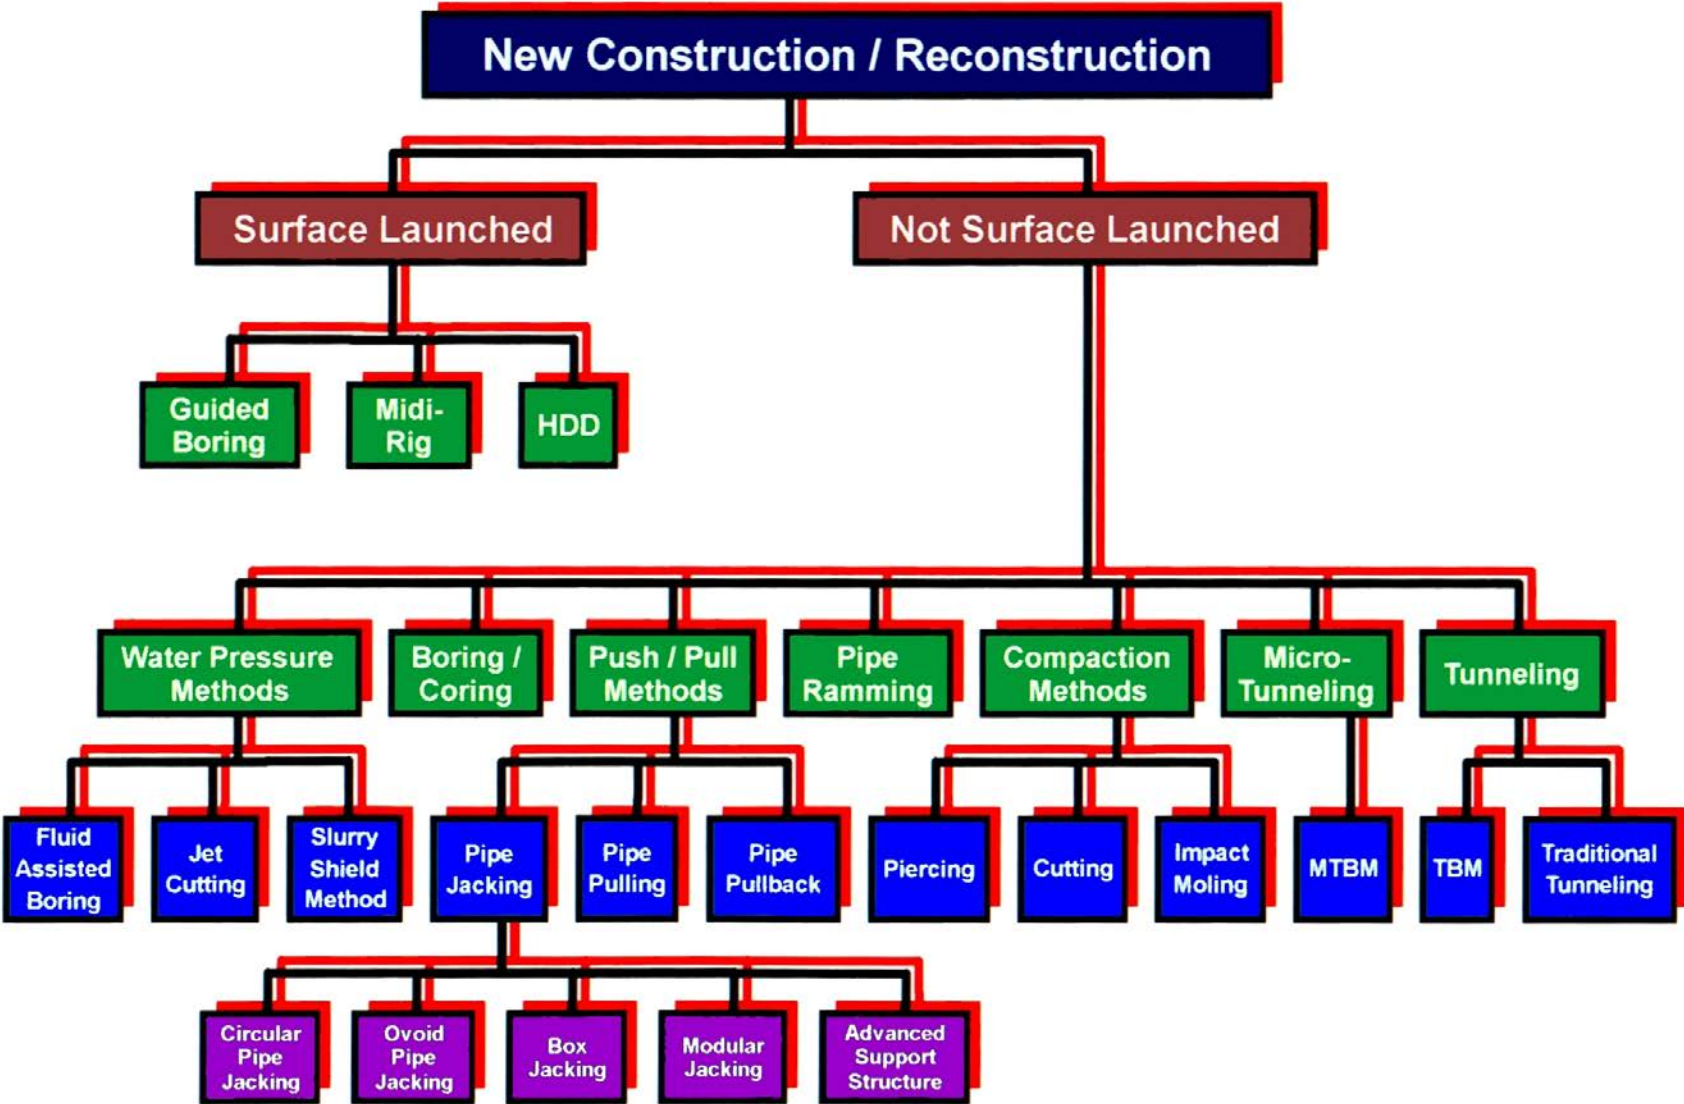 New Construction / Reconstruction
Surface Launched
Not Surface Launched
Guided
Boring
Midi-
Rig
HDD
Water Pressure
Methods
Boring /
Coring
Push / Pull
Methods
Pipe
Ramming
Compaction
Methods
Micro-
Tunneling
Tunneling
Fluid
Assisted
Boring
Jet
Cutting
Slurry
Shield
Method
Pipe
Jacking
Pipe
Pulling
Pipe
Pullback
Piercing
Cutting
Impact
Moling
MTBM
TBM
Traditional
Tunneling
Circular
Pipe
Jacking
Ovoid
Pipe
Jacking
Box
Jacking
Modular
Jacking
Advanced
Support
Structure